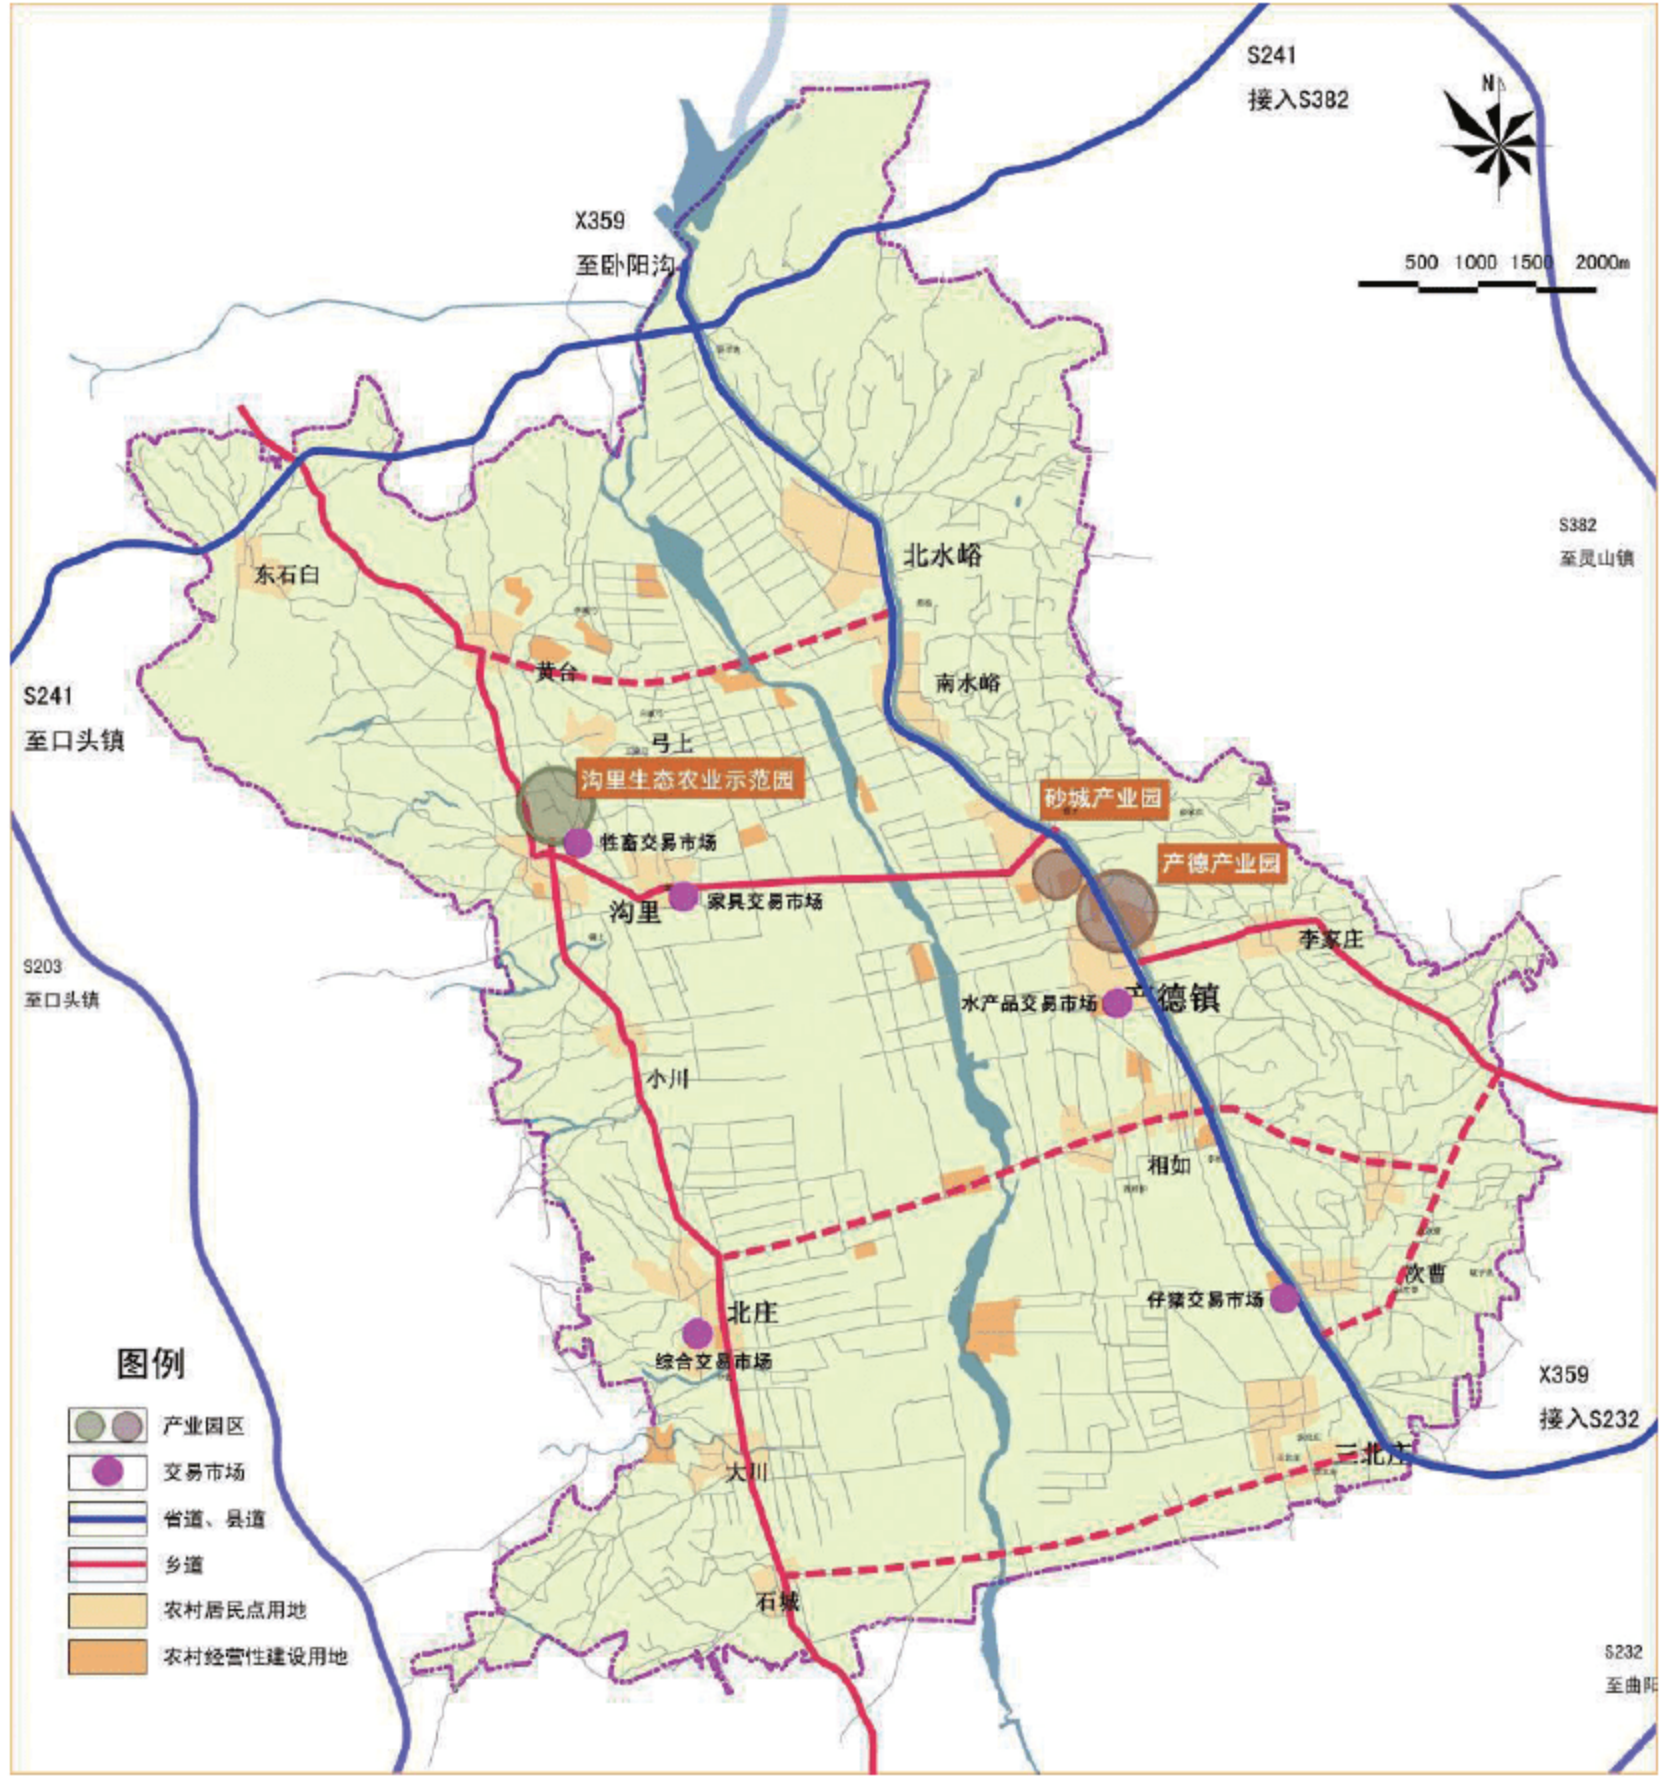 S241
接入S382
N
X359
至卧阳沟
500 1000 1500 2000m
北水峪
S382
至灵山镇
东石臼
黄台
南水峪
S241
至口头镇
弓上
沟里生态农业示范园
砂城产业园
牲畜交易市场
产德产业园
家具交易市场
沟里
李家庄
S203
至口头镇
水产品交易市场
产德镇
小川
相如
次曹
仔猪交易市场
北庄
综合交易市场
图例
产业园区
交易市场
省道、县道
乡道
农村居民点用地
农村经营性建设用地
X359
接入S232
三北庄
大川
石城
S232
至曲阳